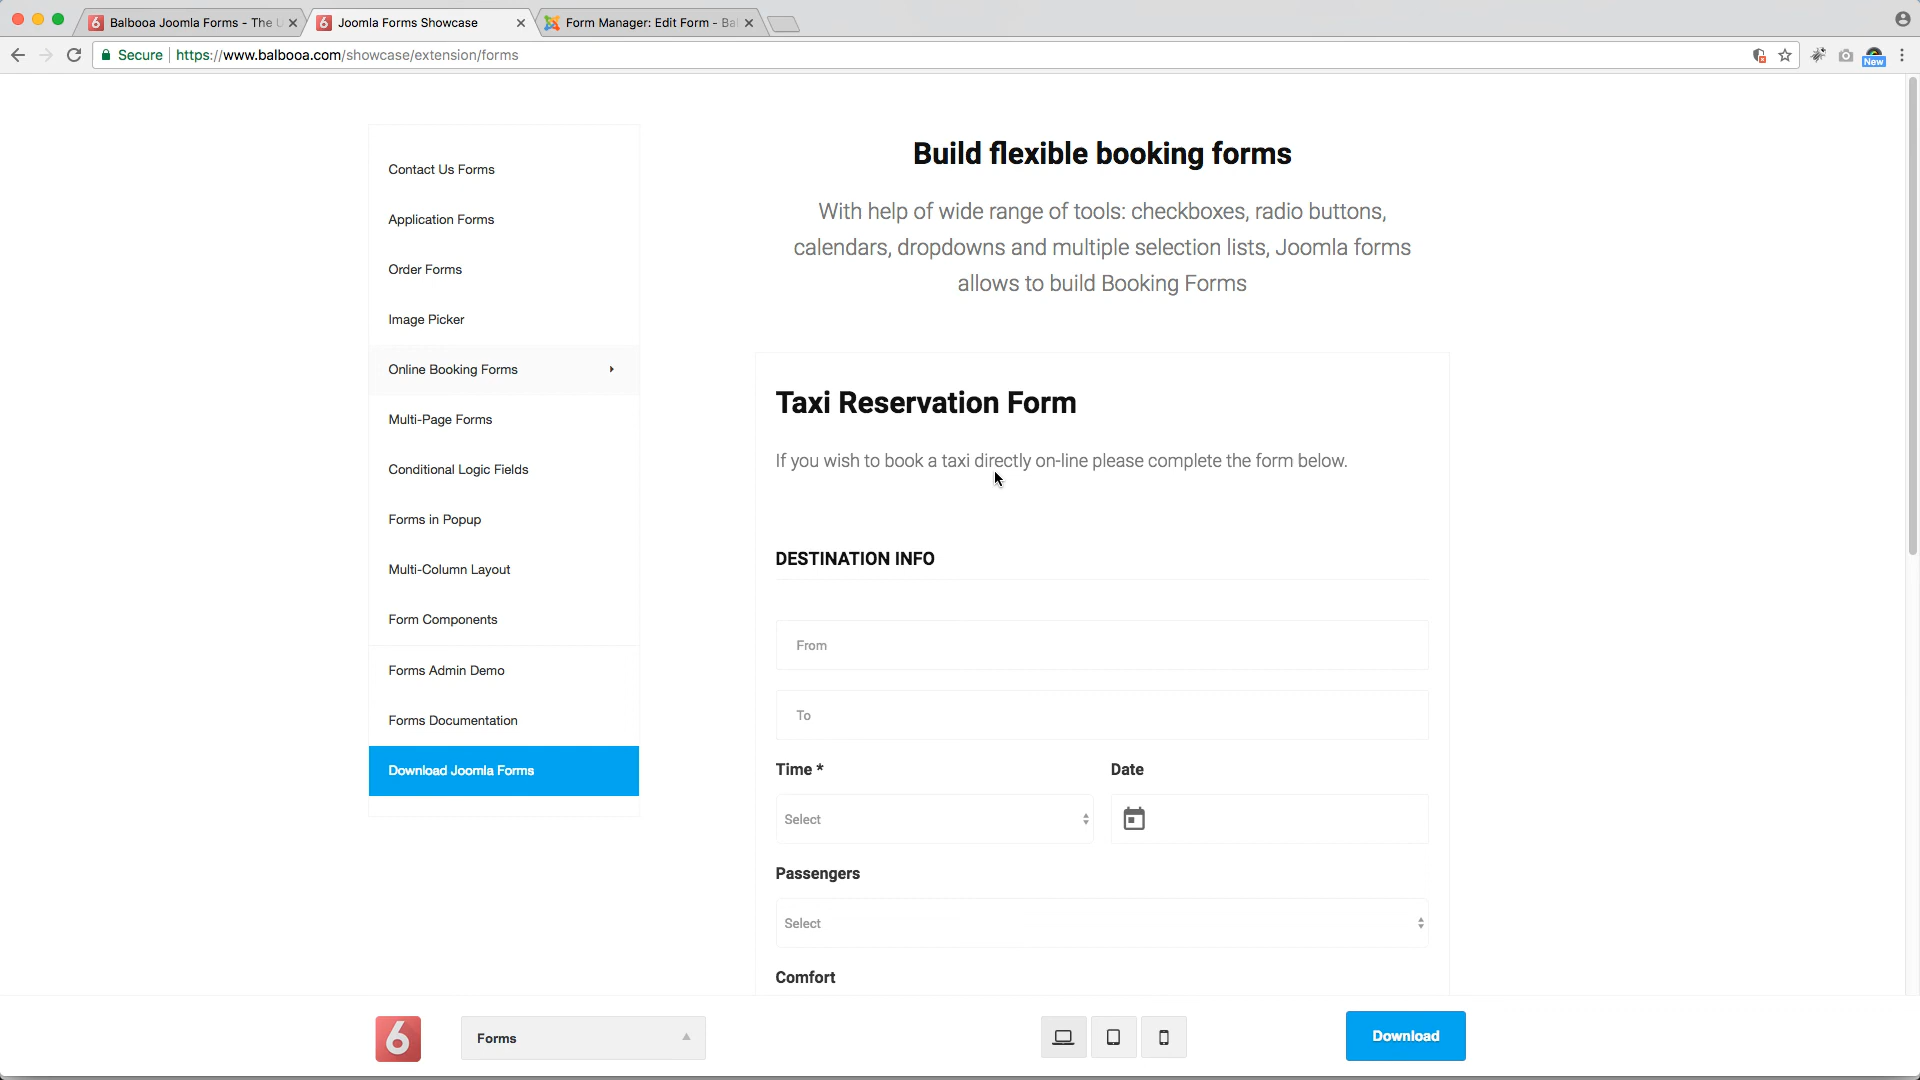 Balbooa Joomla Forms - The U
Joomla Forms Showcase
Form Manager: Edit Form - Bal
Secure
https://www.balbooa.com/showcase/extension/forms
New
Contact Us Forms
Application Forms
Order Forms
Image Picker
Online Booking Forms
Multi-Page Forms
Conditional Logic Fields
Forms in Popup
Multi-Column Layout
Form Components
Forms Admin Demo
Forms Documentation
Download Joomla Forms
Build flexible booking forms
With help of wide range of tools: checkboxes, radio buttons,
calendars, dropdowns and multiple selection lists, Joomla forms
allows to build Booking Forms
Taxi Reservation Form
If you wish to book a taxi directly on-line please complete the form below.
DESTINATION INFO
From
To
Time *
Date
Select
Passengers
Select
Comfort
6
Forms
Download